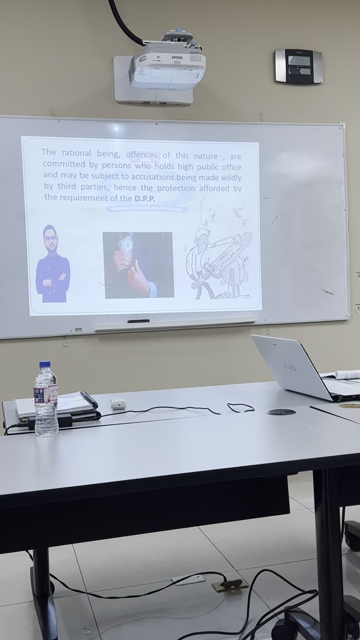 EPSON
The rational being, offences of this nature , are
committed by persons who holds high public office
and may be subject to accusations being made wildly
by third parties, hence the protection afforded by
the requirement of the D.P.P.